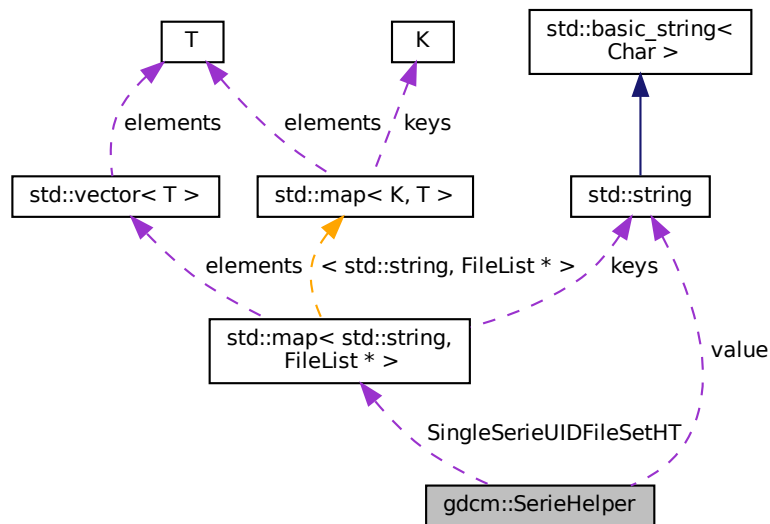 T
K
std::basic_string<
Char >
elements
elements
keys
std::vector< T >
std::map< K, T >
std::string
elements
< std::string, FileList * >
keys
std::map< std::string,
FileList * >
value
SingleSerieUIDFileSetHT
gdcm::SerieHelper